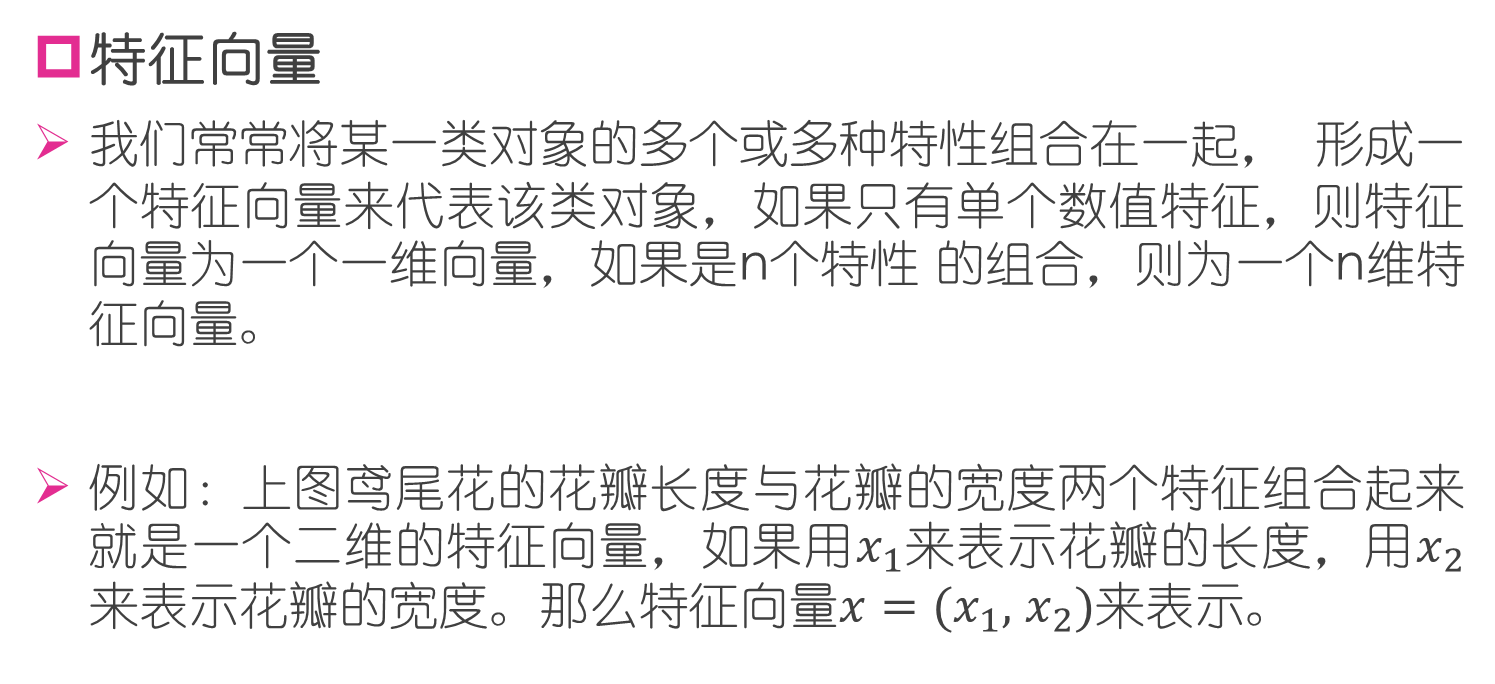 特征向量
我们常常将某一类对象的多个或多种特性组合在一起， 形成一
个特征向量来代表该类对象，如果只有单个数值特征，则特征
向量为一个一维向量，如果是n个特性 的组合，则为一个n维特
征向量。
例如：上图鸢尾花的花瓣长度与花瓣的宽度两个特征组合起来
就是一个二维的特征向量，如果用x₁来表示花瓣的长度，用x₂
来表示花瓣的宽度。那么特征向量x = (x₁, x₂)来表示。